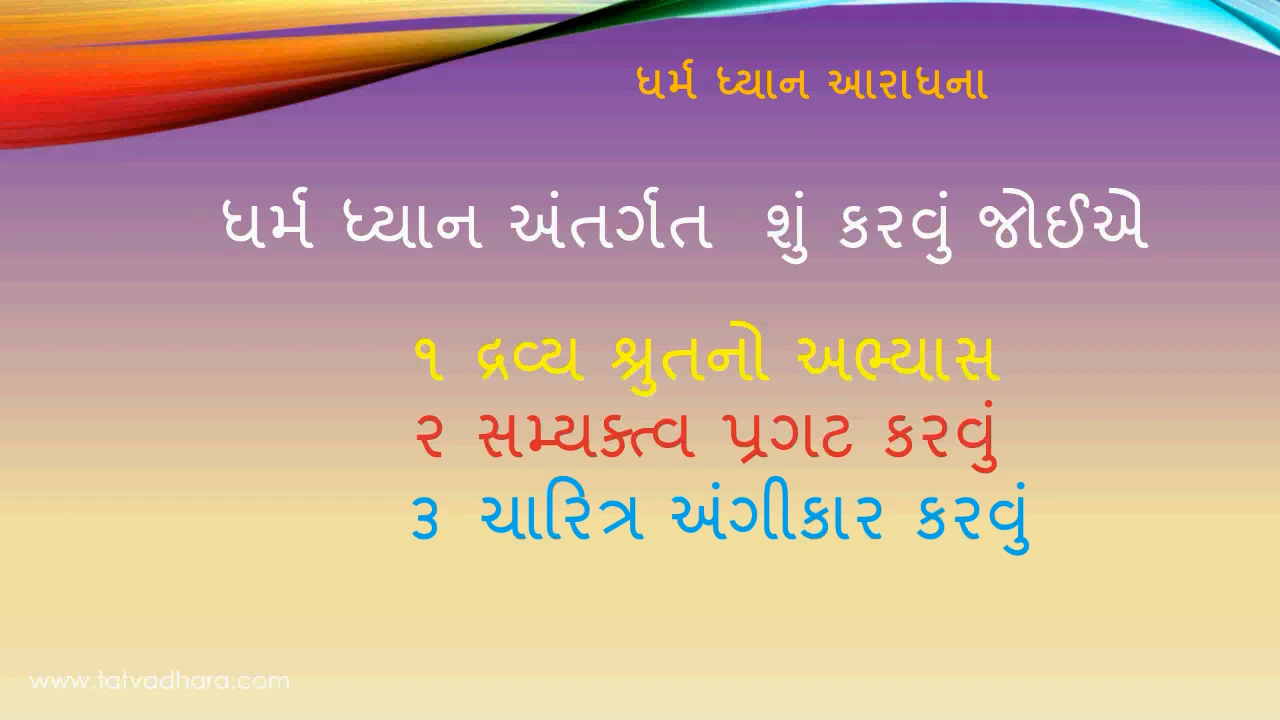 ધર્મ ધ્યાન આરાધના
ધર્મ ધ્યાન અંતર્ગત શું કરવું જોઈએ
૧ દ્રવ્ય શ્રુતનો અભ્યાસ
૨ સમ્યક્ત્વ પ્રગટ કરવું
૩ ચારિત્ર અંગીકાર કરવું
www.tatvadhara.com